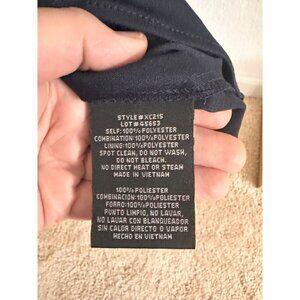 STYLE#XC215
LOT#45653
SELF: 100%POLYESTER
COMBINATION: 100%POLYESTER
LINING: 100%POLYESTER
SPOT CLEAN, DO NOT WASH,
DO NOT BLEACH.
NO DIRECT HEAT OR STEAM
MADE IN VIETNAM
100%POLIESTER
COMBINACIÓN: 100%POLIESTER
FORRO: 100%POLIESTER
PUNTO LIMPIO, NO LAVAR,
NO LAVAR CON BLANQUEADOR
SIN CALOR DIRECTO O VAPOR
HECHO EN VIETNAM